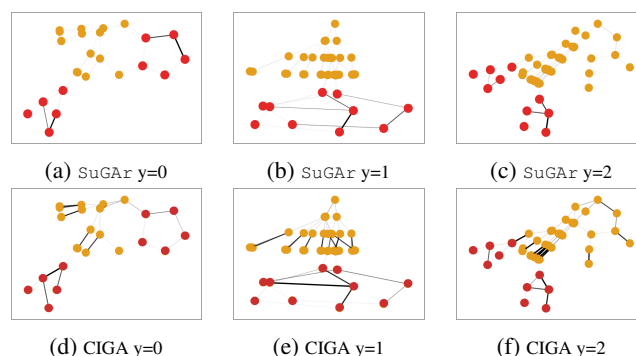 (a) SuGAr y=0
(b) SuGAr y=1
(c) SuGAr y=2
(d) CIGA y=0
(e) CIGA y=1
(f) CIGA y=2